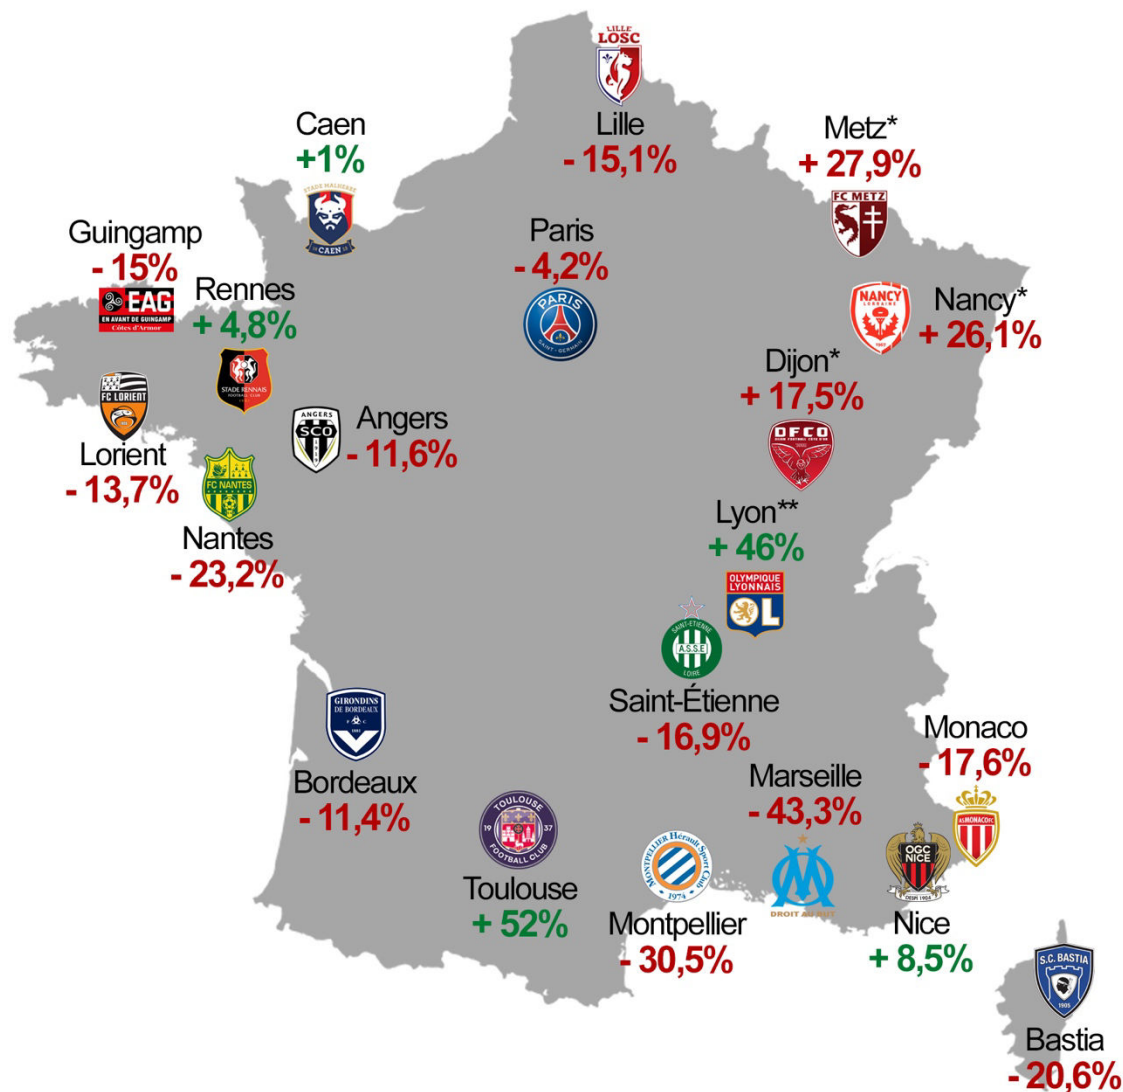 LILLE
LOSC
Lille
- 15,1%
Caen
+1%
STADE MALHERBE
CAEN
Metz*
+ 27,9%
FC METZ
Guingamp
- 15%
EAG
EN AVANT DE GUINGAMP
Côtes d'Armor
Rennes
+ 4,8%
STADE RENNAIS
FOOTBALL CLUB
Paris
- 4,2%
PARIS
SAINT-GERMAIN
NANCY
LORRAINE
Nancy*
+ 26,1%
Dijon*
+ 17,5%
DFCO
FC LORIENT
Lorient
- 13,7%
ANGERS
SCO
Angers
- 11,6%
FC NANTES
Nantes
- 23,2%
Lyon**
+ 46%
OLYMPIQUE
LYONNAIS
OL
SAINT-ETIENNE
A.S.S.E
LOIRE
Saint-Étienne
- 16,9%
GIRONDINS
DE BORDEAUX
F C
Bordeaux
- 11,4%
TOULOUSE
19 37
FOOTBALL CLUB
Toulouse
+ 52%
MONTPELLIER Hérault Sport Club
1974
Montpellier
- 30,5%
Marseille
- 43,3%
DROIT AU BUT
Monaco
- 17,6%
AS MONACO FC
OGC
NICE
Nice
+ 8,5%
S.C. BASTIA
1905
Bastia
- 20,6%